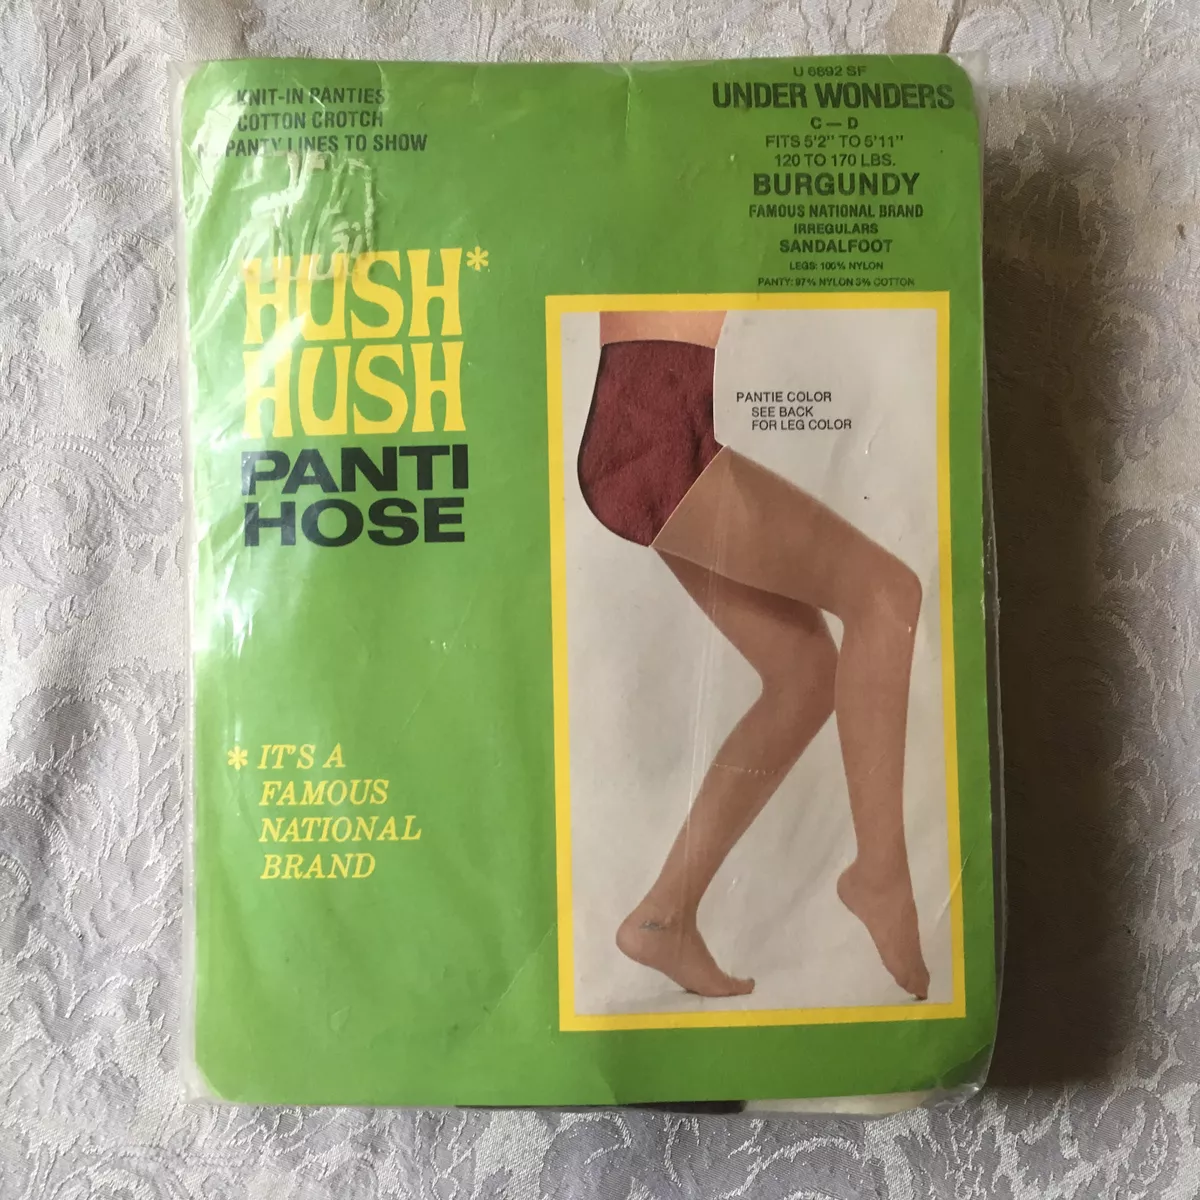 KNIT-IN PANTIES
COTTON CROTCH
PANTY LINES TO SHOW
HUSH*
HUSH
PANTI
HOSE
* IT'S A
FAMOUS
NATIONAL
BRAND
U 6892 SF
UNDER WONDERS
C — D
FITS 5'2" TO 5'11"
120 TO 170 LBS.
BURGUNDY
FAMOUS NATIONAL BRAND
IRREGULARS
SANDALFOOT
LEGS: 100% NYLON
PANTY: 97% NYLON 3% COTTON
PANTIE COLOR
SEE BACK
FOR LEG COLOR